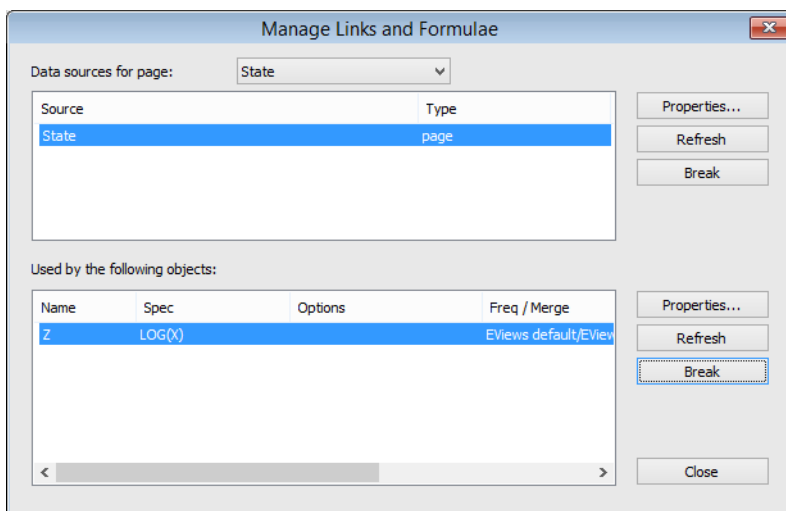 Manage Links and Formulae
Data sources for page: State
Source Type Properties...
State page Refresh
Break
Used by the following objects:
Name Spec Options Freq / Merge Properties...
Z LOG(X) EViews default/EView Refresh
Break
Close